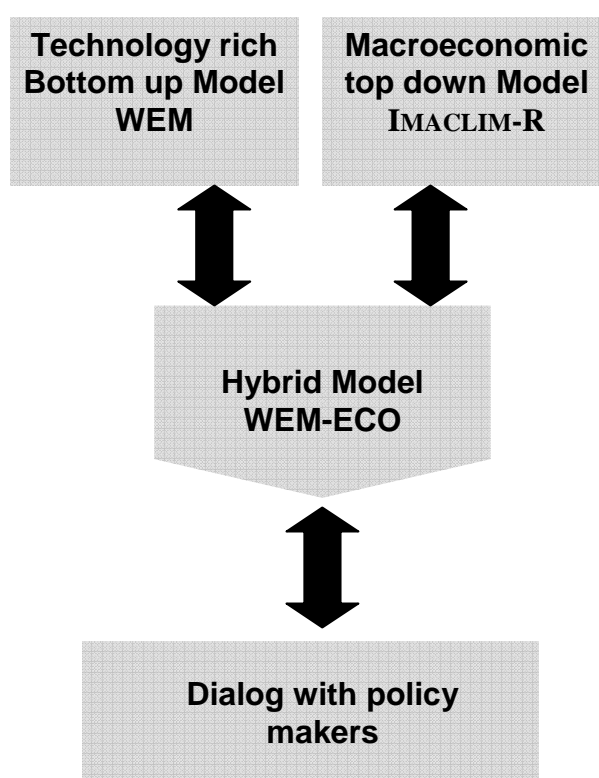 Technology rich
Bottom up Model
WEM
Macroeconomic
top down Model
IMACLIM-R
Hybrid Model
WEM-ECO
Dialog with policy
makers